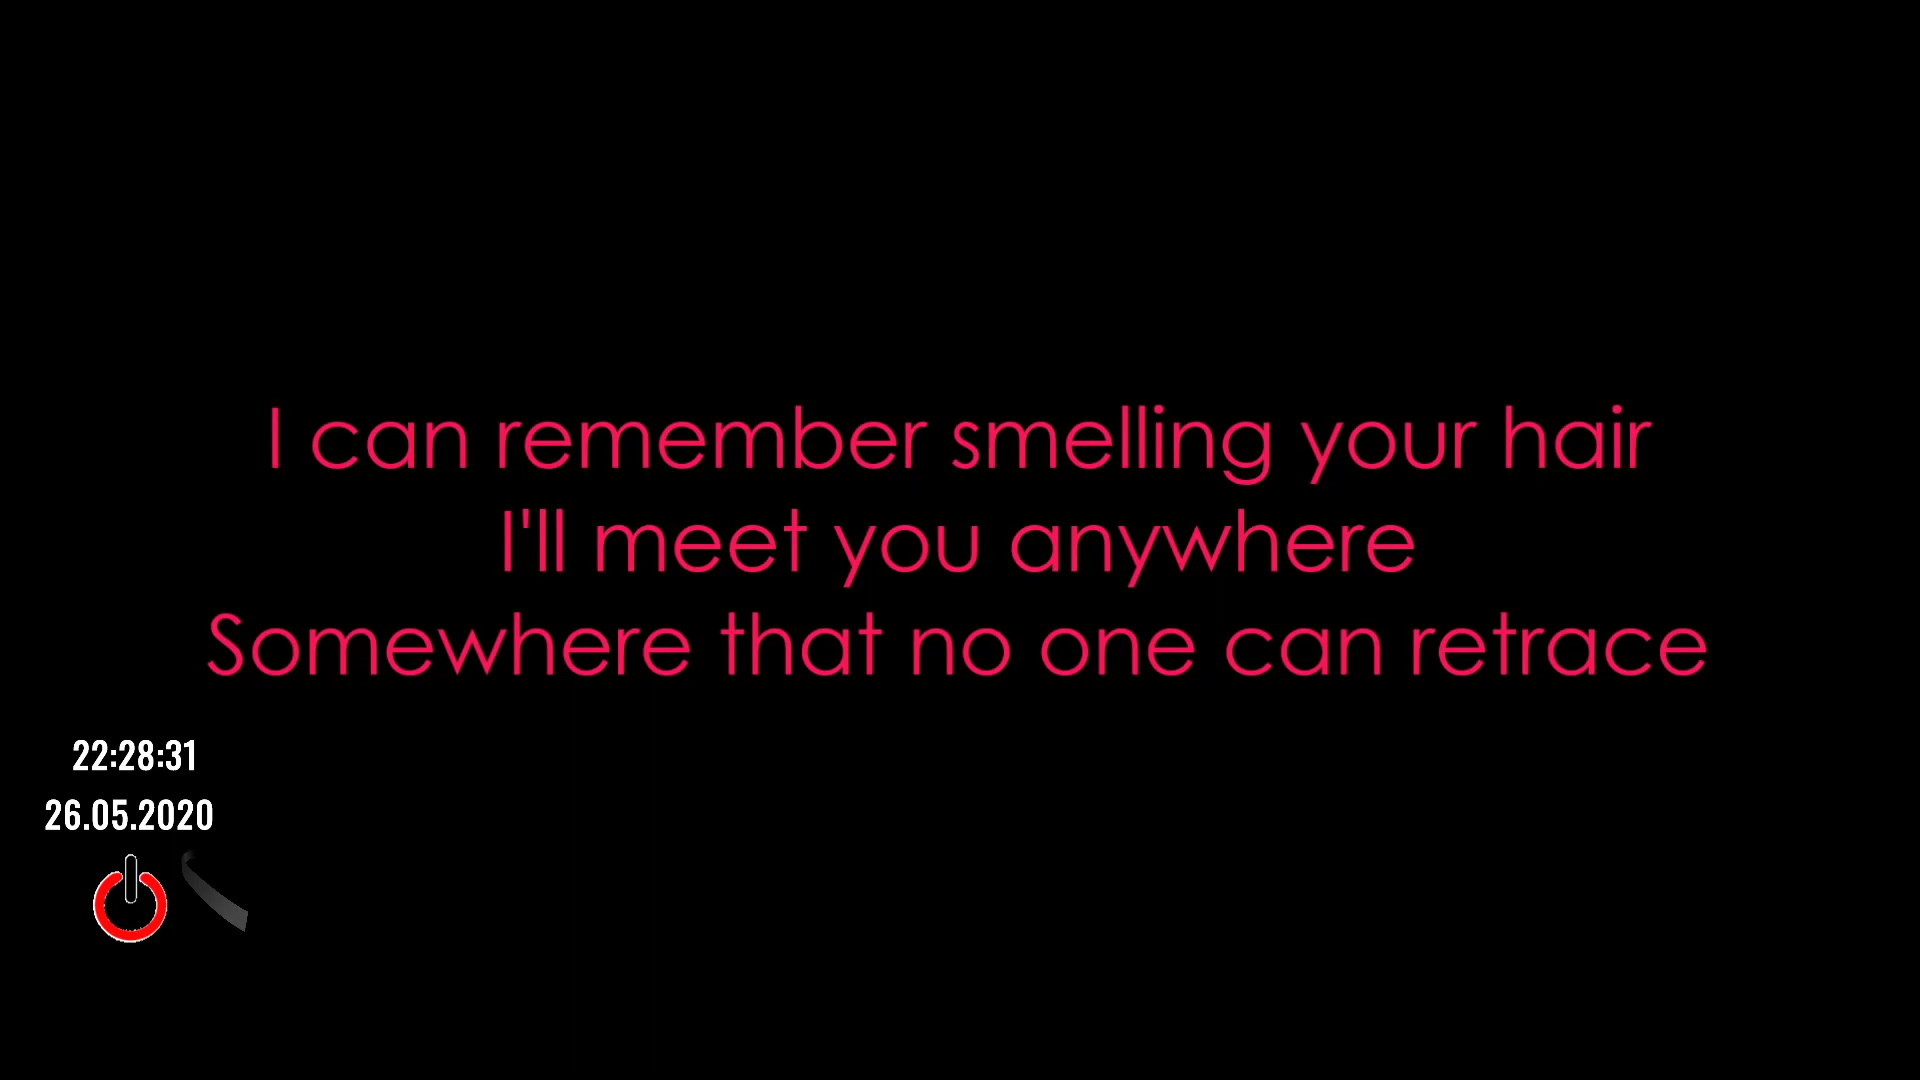 I can remember smelling your hair
I'll meet you anywhere
Somewhere that no one can retrace
22:28:31
26.05.2020